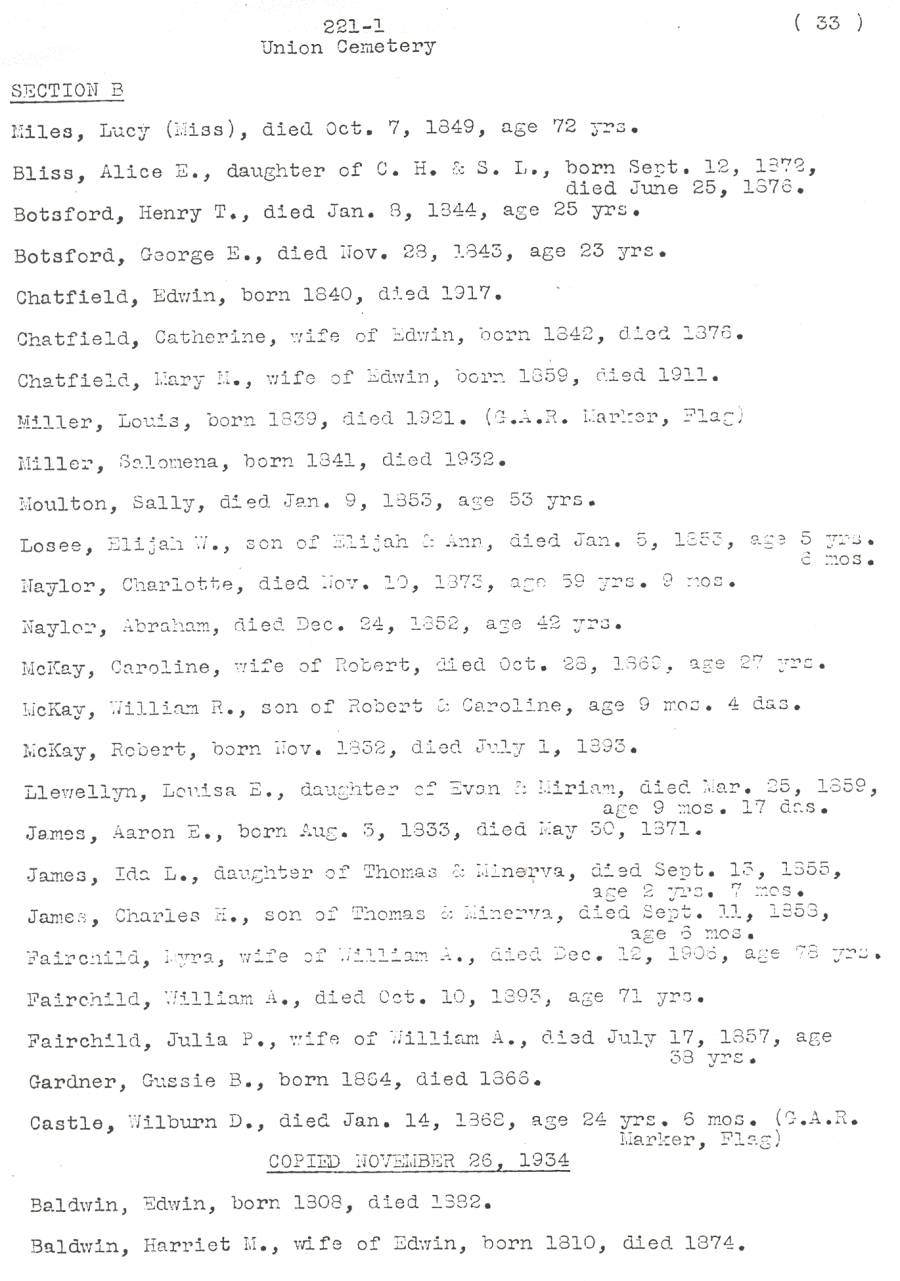 221-1
( 33 )
Union Cemetery
SECTION B
Miles, Lucy (Miss), died Oct. 7, 1849, age 72 yrs.
Bliss, Alice E., daughter of C. H. & S. L., born Sept. 12, 1872,
died June 25, 1876.
Botsford, Henry T., died Jan. 8, 1844, age 25 yrs.
Botsford, George E., died Nov. 28, 1843, age 23 yrs.
Chatfield, Edwin, born 1840, died 1917.
Chatfield, Catherine, wife of Edwin, born 1842, died 1876.
Chatfield, Mary M., wife of Edwin, born 1859, died 1911.
Miller, Louis, born 1839, died 1921. (G.A.R. Marker, Flag)
Miller, Salomena, born 1841, died 1932.
Moulton, Sally, died Jan. 9, 1853, age 53 yrs.
Losee, Elijah W., son of Elijah & Ann, died Jan. 5, 1853, age 5 yrs.
6 mos.
Naylor, Charlotte, died Nov. 10, 1873, age 59 yrs. 9 mos.
Naylor, Abraham, died Dec. 24, 1852, age 42 yrs.
McKay, Caroline, wife of Robert, died Oct. 28, age 27 yrs.
McKay, William R., son of Robert & Caroline, age 9 mos. 4 das.
McKay, Robert, born Nov. 1832, died July 1, 1893.
Llewellyn, Louisa E., daughter of Evan & Miriam, died Mar. 25, 1859,
age 9 mos. 17 das.
James, Aaron E., born Aug. 3, 1833, died May 30, 1871.
James, Ida L., daughter of Thomas & Minerva, died Sept. 13, 1855,
age 2 yrs. 7 mos.
James, Charles H., son of Thomas & Minerva, died Sept. 11, 1858,
age 6 mos.
Fairchild, Myra, wife of William A., died Dec. 12, 1906, age 78 yrs.
Fairchild, William A., died Oct. 10, 1893, age 71 yrs.
Fairchild, Julia P., wife of William A., died July 17, 1857, age
38 yrs.
Gardner, Gussie B., born 1864, died 1866.
Castle, Wilburn D., died Jan. 14, 1868, age 24 yrs. 6 mos. (G.A.R.
Marker, Flag)
COPIED NOVEMBER 26, 1934
Baldwin, Edwin, born 1808, died 1882.
Baldwin, Harriet M., wife of Edwin, born 1810, died 1874.